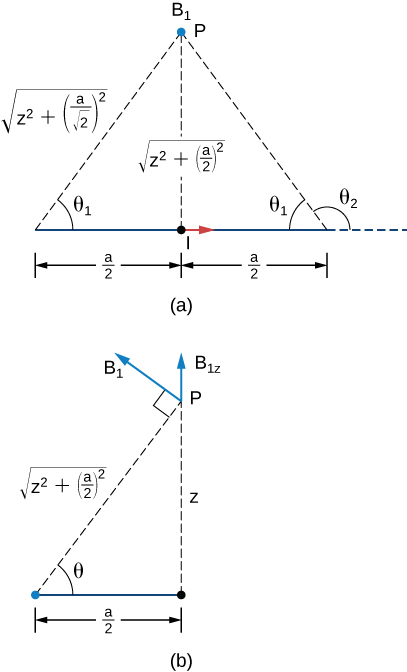 B₁
P
√(z² + (a/√2)²)
√(z² + (a/2)²)
θ₁ θ₁ θ₂
I
a/2 a/2
(a)
B₁ B₁z
P
√(z² + (a/2)²)
z
θ
a/2
(b)